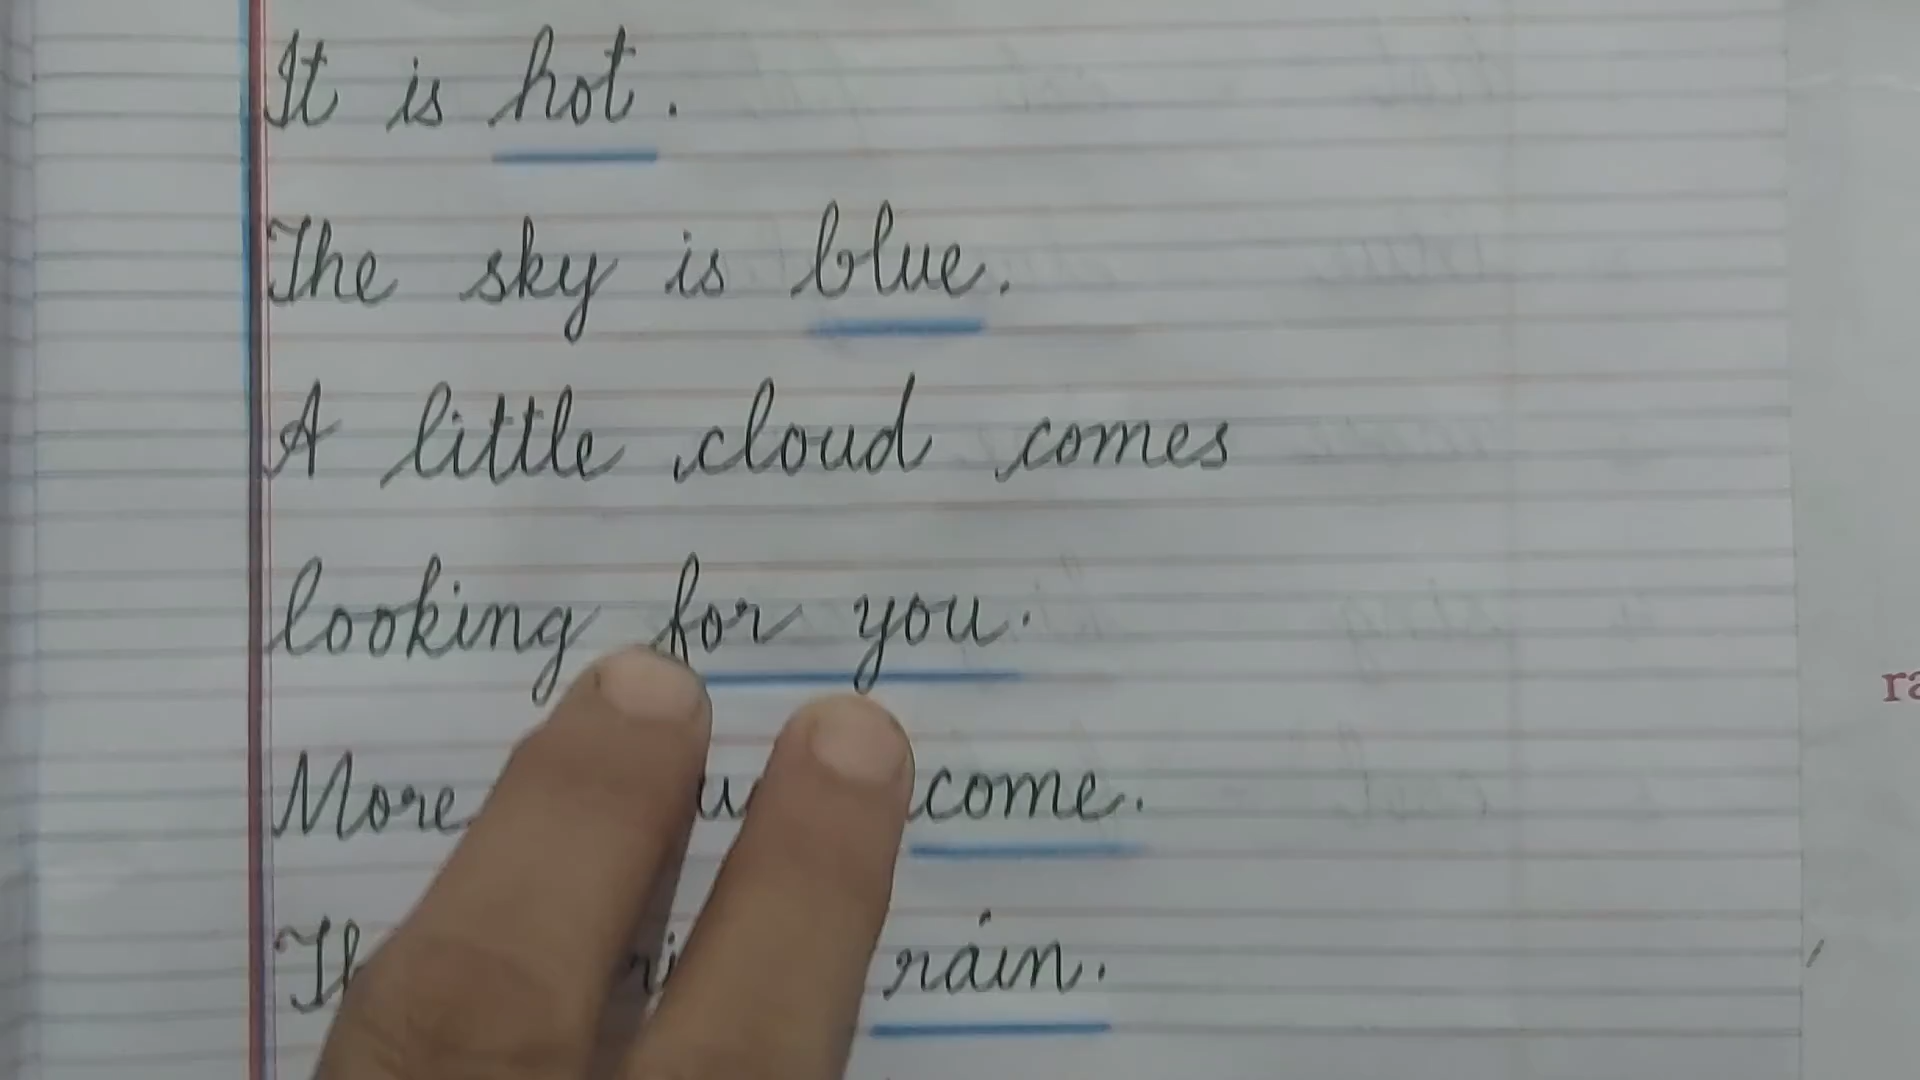 It is hot.
The sky is blue.
A little cloud comes
looking for you.
More come.
rain.